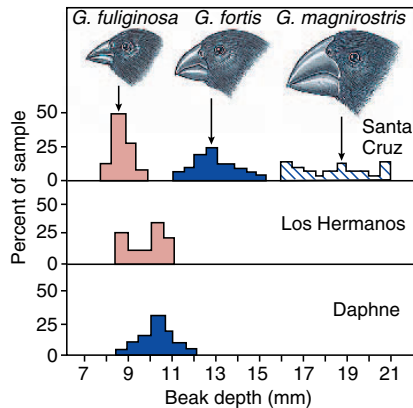 G. fuliginosa G. fortis G. magnirostris
Percent of sample
50
25
0
Santa
Cruz
50
25
0
Los Hermanos
50
25
0
Daphne
7 9 11 13 15 17 19 21
Beak depth (mm)